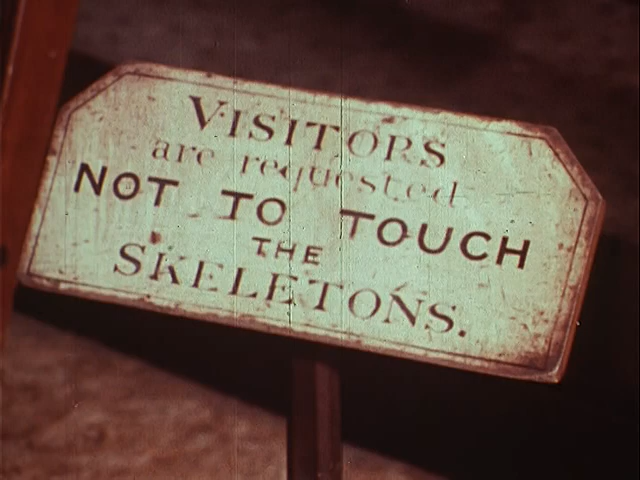 VISITORS
are requested
NOT TO TOUCH
THE
SKELETONS.